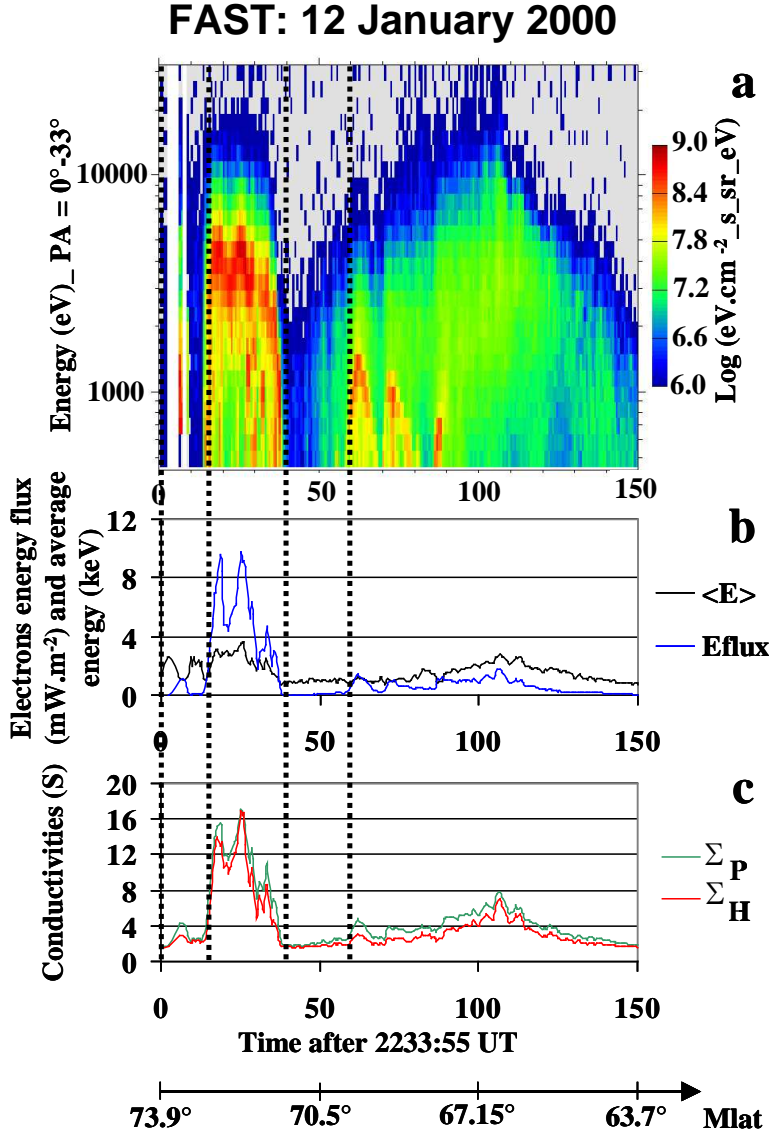 FAST: 12 January 2000
a
Energy (eV)_ PA = 0°-33°
10000
1000
9.0
8.4
7.8
7.2
6.6
6.0
Log (eV.cm⁻²_s_sr_eV)
0
50
100
150
b
Electrons energy flux
(mW.m⁻²) and average
energy (keV)
12
8
4
0
<E>
Eflux
0
50
100
150
c
Conductivities (S)
20
16
12
8
4
0
Σ P
Σ H
0
50
100
150
Time after 2233:55 UT
73.9°
70.5°
67.15°
63.7°
Mlat